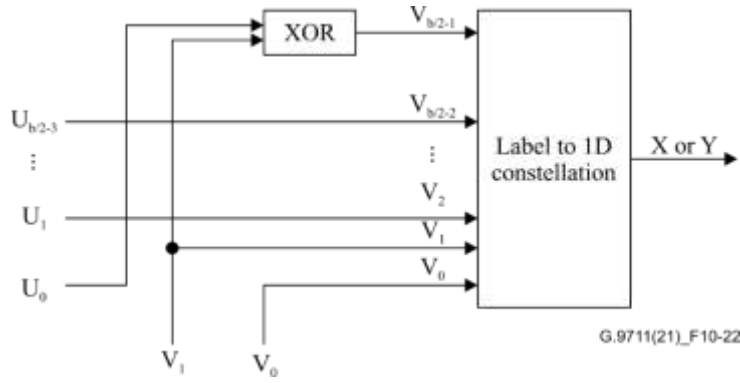 XOR
V_{b/2-1}
U_{b/2-3}
V_{b/2-2}
⋮
⋮
Label to 1D
constellation
X or Y
U_1
V_2
V_1
U_0
V_0
V_1
V_0
G.9711(21)_F10-22